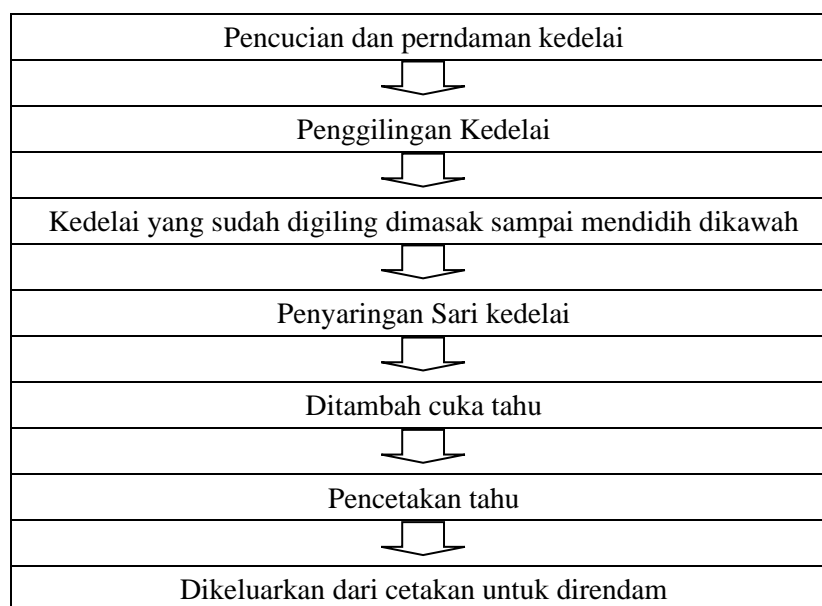 Pencucian dan perndaman kedelai
Penggilingan Kedelai
Kedelai yang sudah digiling dimasak sampai mendidih dikawah
Penyaringan Sari kedelai
Ditambah cuka tahu
Pencetakan tahu
Dikeluarkan dari cetakan untuk direndam